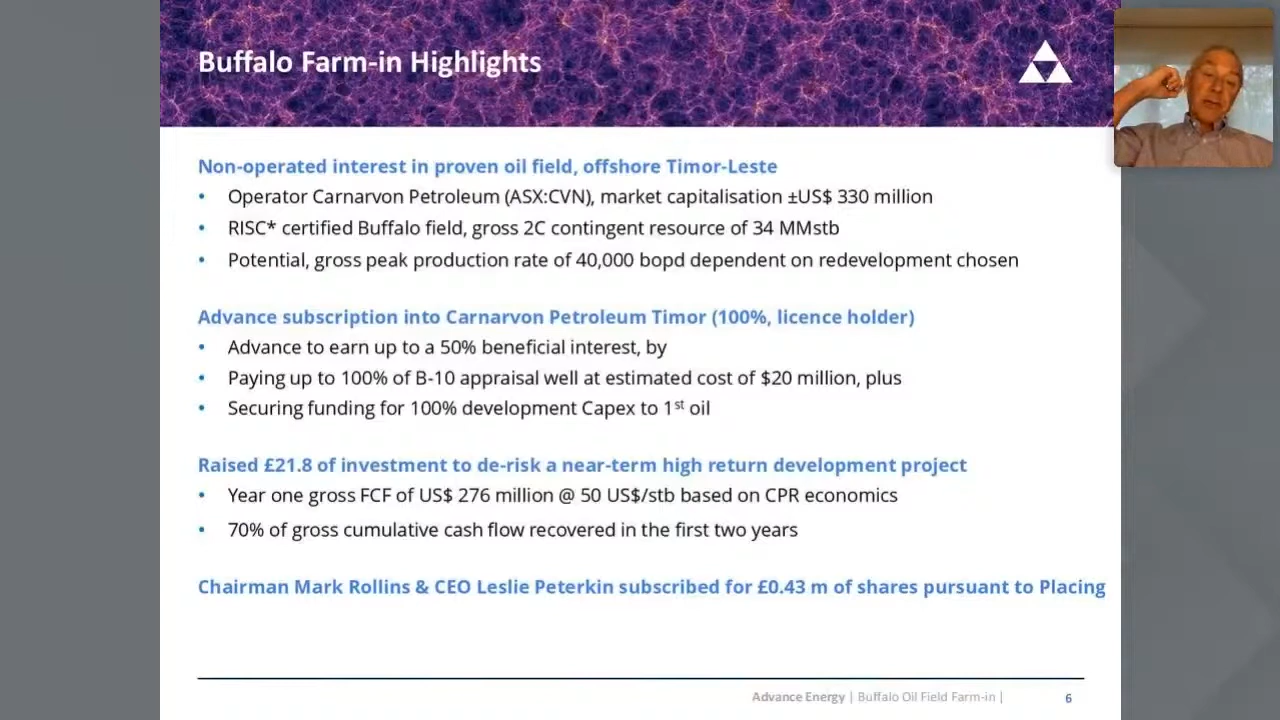 Buffalo Farm-in Highlights
Non-operated interest in proven oil field, offshore Timor-Leste
• Operator Carnarvon Petroleum (ASX:CVN), market capitalisation ±US$ 330 million
• RISC* certified Buffalo field, gross 2C contingent resource of 34 MMstb
• Potential, gross peak production rate of 40,000 bopd dependent on redevelopment chosen
Advance subscription into Carnarvon Petroleum Timor (100%, licence holder)
• Advance to earn up to a 50% beneficial interest, by
• Paying up to 100% of B-10 appraisal well at estimated cost of $20 million, plus
• Securing funding for 100% development Capex to 1st oil
Raised £21.8 of investment to de-risk a near-term high return development project
• Year one gross FCF of US$ 276 million @ 50 US$/stb based on CPR economics
• 70% of gross cumulative cash flow recovered in the first two years
Chairman Mark Rollins & CEO Leslie Peterkin subscribed for £0.43 m of shares pursuant to Placing
Advance Energy | Buffalo Oil Field Farm-in | 6